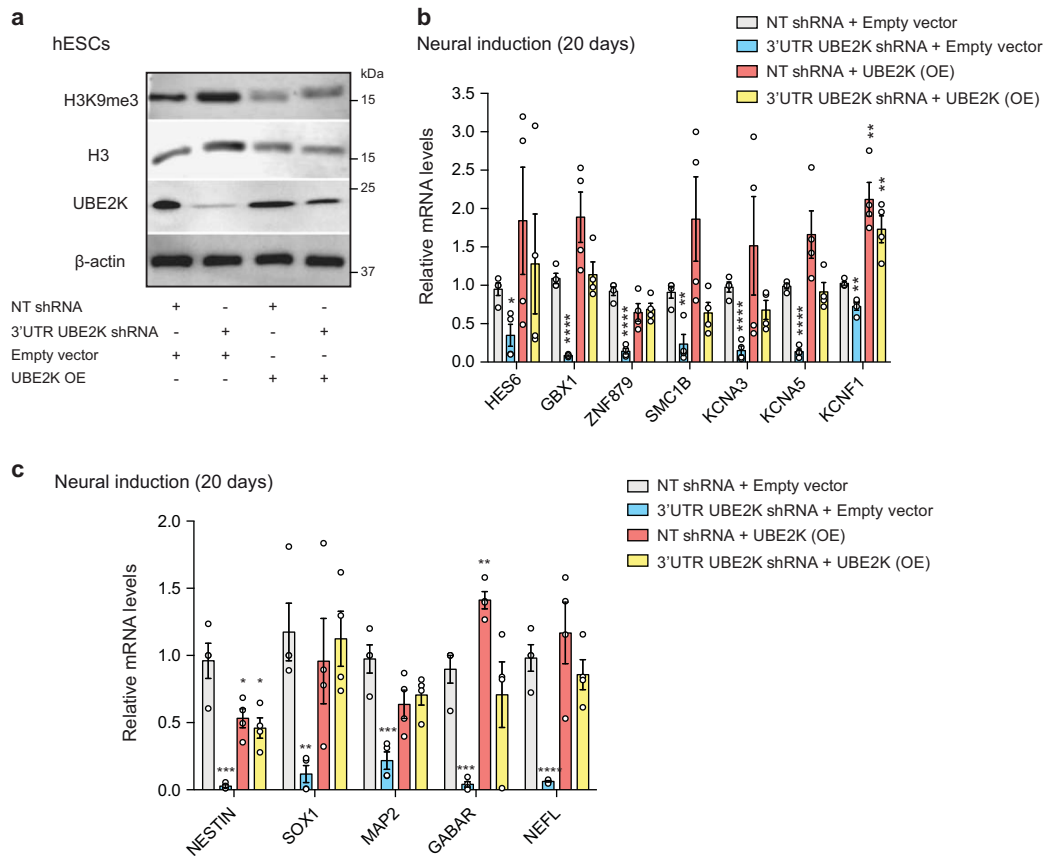 a
hESCs
kDa
H3K9me3
15
H3
15
25
UBE2K
β-actin
37
NT shRNA + - + -
3'UTR UBE2K shRNA - + - +
Empty vector + + - -
UBE2K OE - - + +
b
Neural induction (20 days)
NT shRNA + Empty vector
3'UTR UBE2K shRNA + Empty vector
NT shRNA + UBE2K (OE)
3'UTR UBE2K shRNA + UBE2K (OE)
Relative mRNA levels
3.5
3.0
2.5
2.0
1.5
1.0
0.5
0.0
*
****
****
**
****
****
**
**
**
HES6
GBX1
ZNF879
SMC1B
KCNA3
KCNA5
KCNF1
c
Neural induction (20 days)
NT shRNA + Empty vector
3'UTR UBE2K shRNA + Empty vector
NT shRNA + UBE2K (OE)
3'UTR UBE2K shRNA + UBE2K (OE)
Relative mRNA levels
2.0
1.5
1.0
0.5
0.0
***
*
*
**
***
***
**
****
NESTIN
SOX1
MAP2
GABAR
NEFL